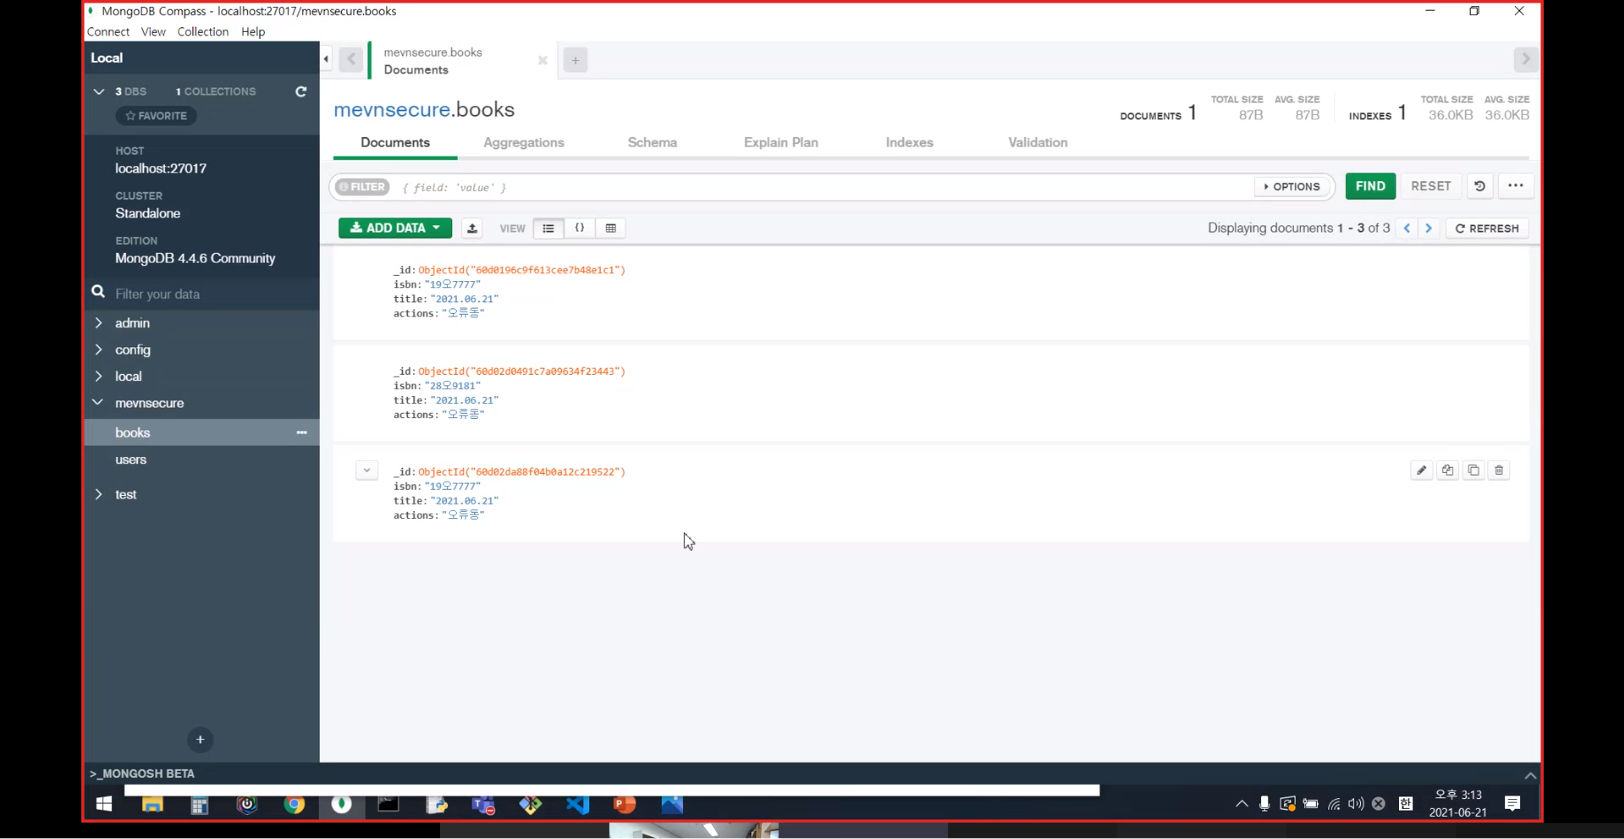 MongoDB Compass - localhost:27017/mevnsecure.books
Connect View Collection Help
Local
3 DBS 1 COLLECTIONS
FAVORITE
HOST
localhost:27017
CLUSTER
Standalone
EDITION
MongoDB 4.4.6 Community
Filter your data
admin
config
local
mevnsecure
books
users
test
mevnsecure.books
Documents
mevnsecure.books
DOCUMENTS 1 TOTAL SIZE 87B AVG. SIZE 87B INDEXES 1 TOTAL SIZE 36.0KB AVG. SIZE 36.0KB
Documents Aggregations Schema Explain Plan Indexes Validation
FILTER { field: 'value' } OPTIONS FIND RESET
ADD DATA VIEW Displaying documents 1 - 3 of 3 REFRESH
_id: ObjectId("60d0196c9f613cee7b48e1c1")
isbn: "19오7777"
title: "2021.06.21"
actions: "오류동"
_id: ObjectId("60d02d0491c7a09634f23443")
isbn: "28오9181"
title: "2021.06.21"
actions: "오류동"
_id: ObjectId("60d02da88f04b0a12c219522")
isbn: "19오7777"
title: "2021.06.21"
actions: "오류동"
>_MONGOSH BETA
한
오후 3:13
2021-06-21